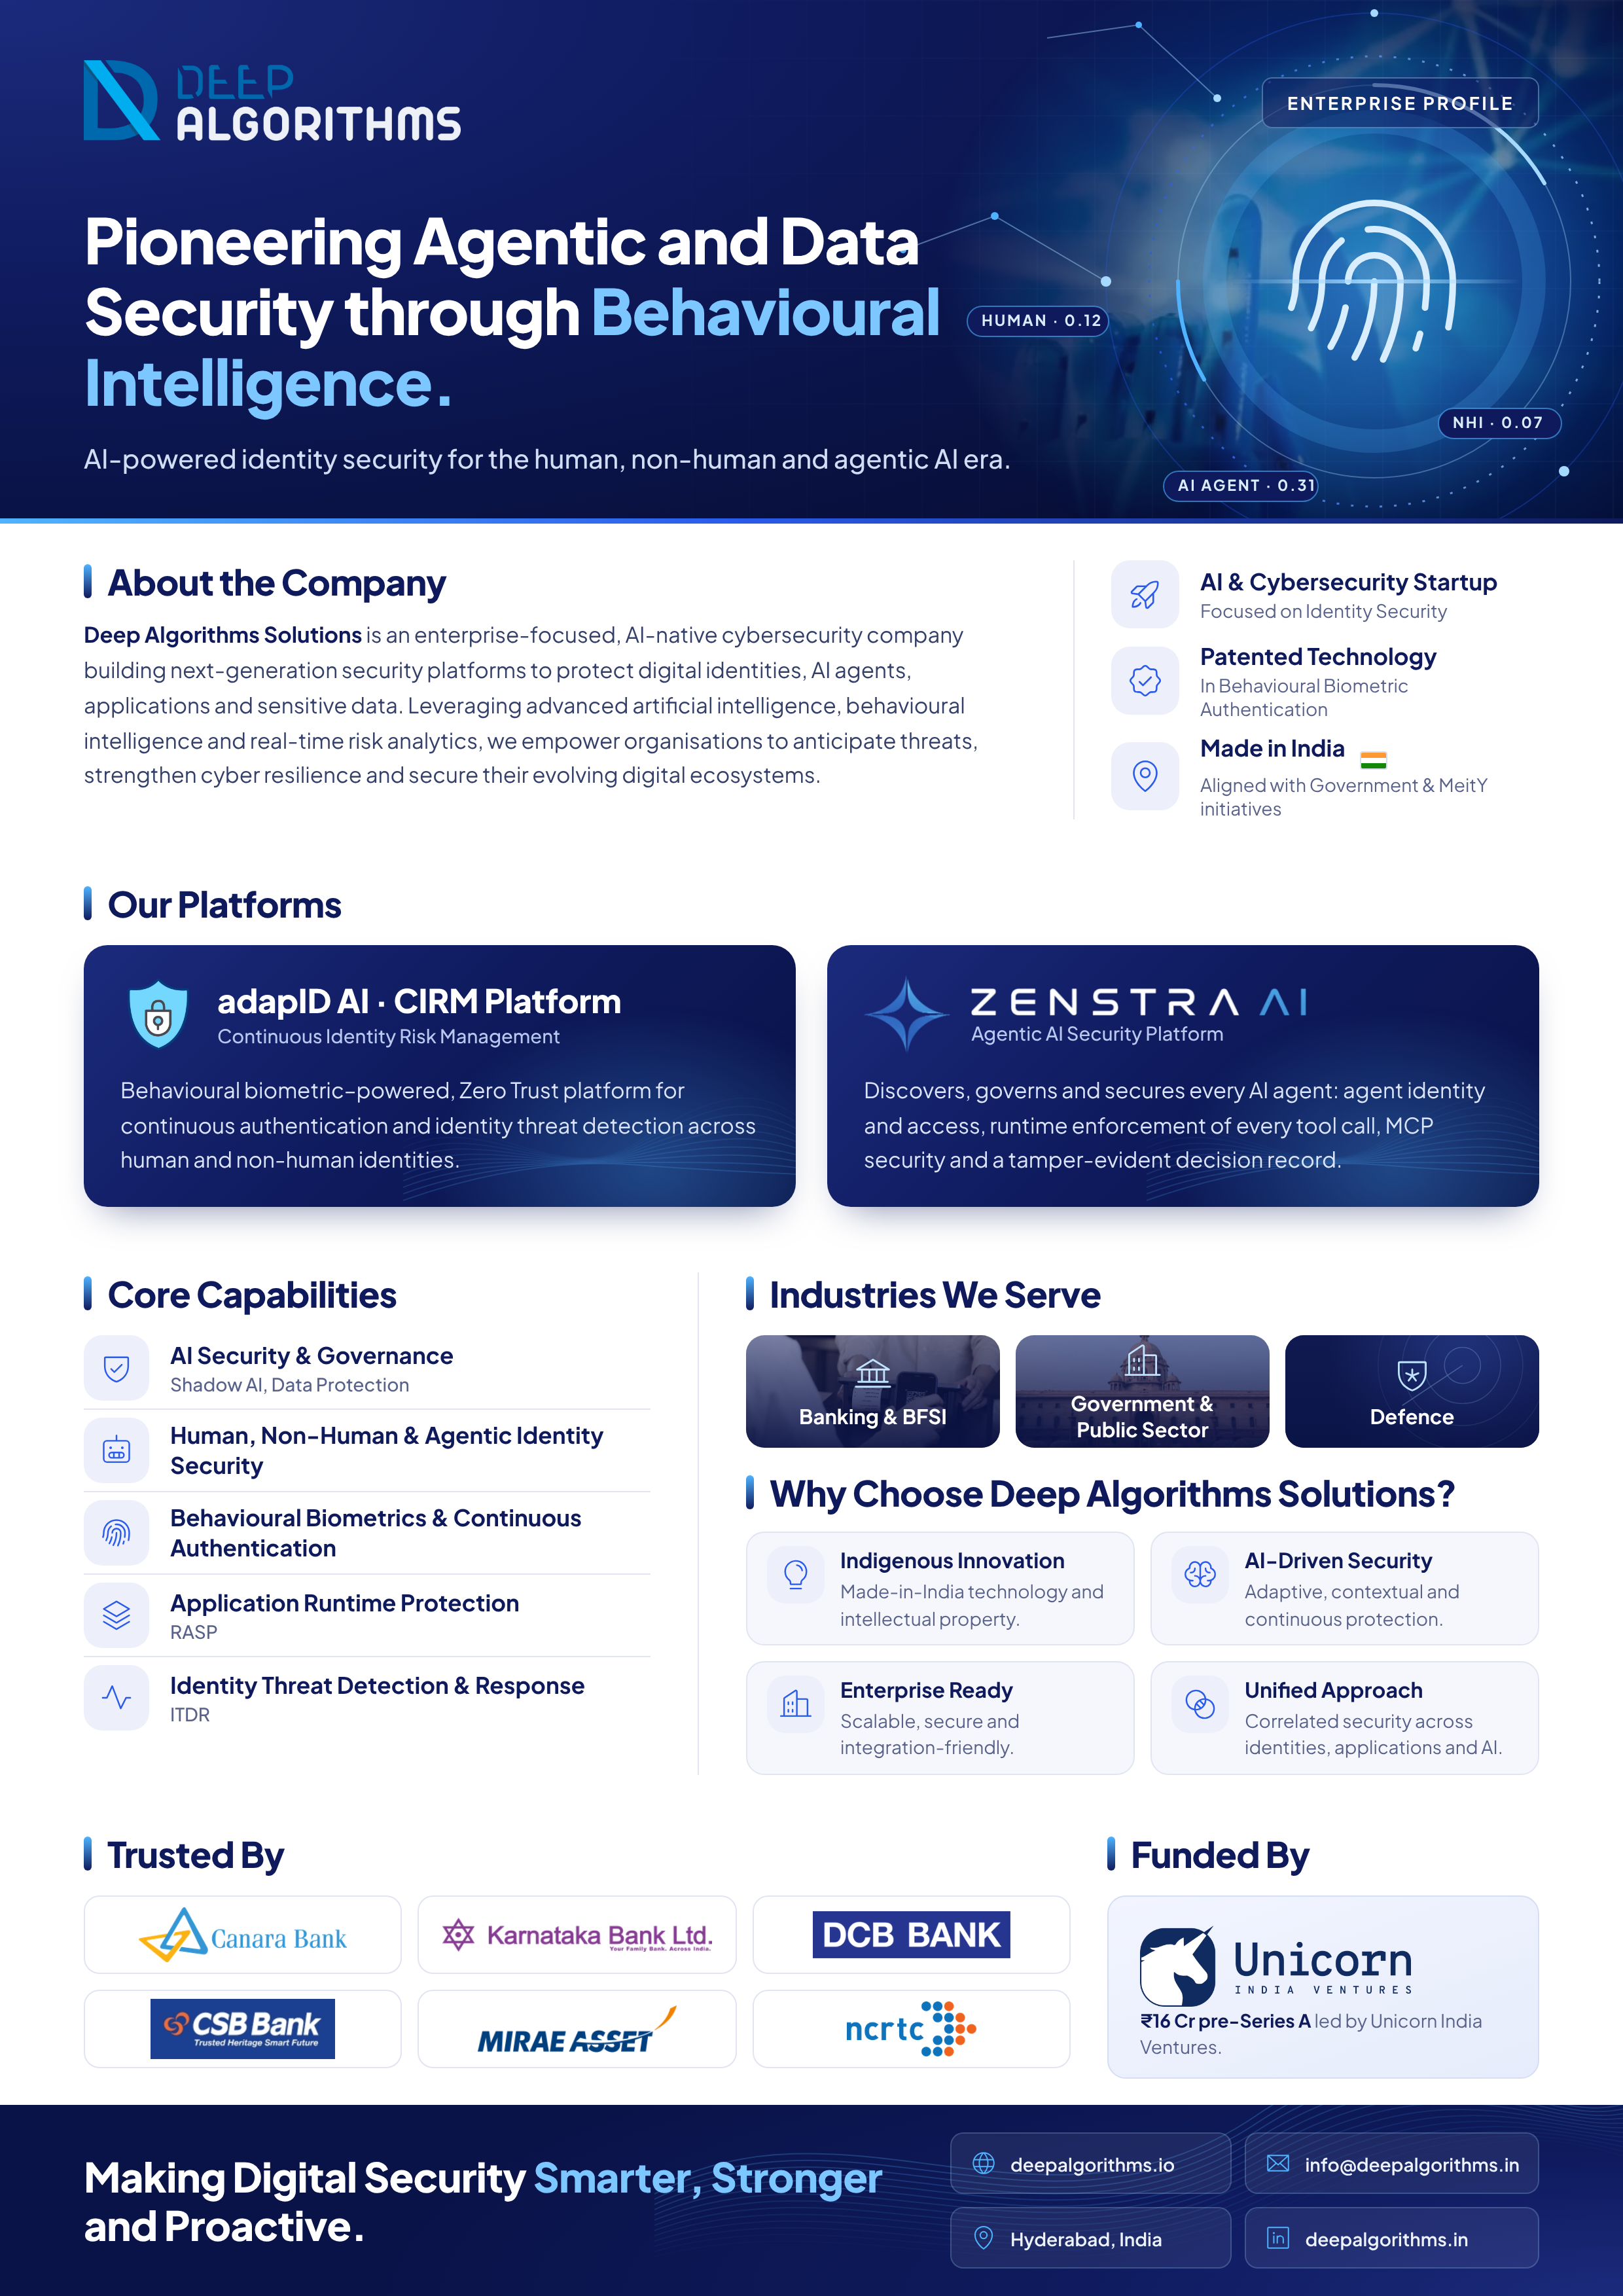 DEEP
ALGORITHMS
ENTERPRISE PROFILE
Pioneering Agentic and Data
Security through Behavioural
Intelligence.
AI-powered identity security for the human, non-human and agentic AI era.
HUMAN · 0.12
NHI · 0.07
AI AGENT · 0.31
About the Company
Deep Algorithms Solutions is an enterprise-focused, AI-native cybersecurity company
building next-generation security platforms to protect digital identities, AI agents,
applications and sensitive data. Leveraging advanced artificial intelligence, behavioural
intelligence and real-time risk analytics, we empower organisations to anticipate threats,
strengthen cyber resilience and secure their evolving digital ecosystems.
AI & Cybersecurity Startup
Focused on Identity Security
Patented Technology
In Behavioural Biometric
Authentication
Made in India
Aligned with Government & MeitY
initiatives
Our Platforms
adapID AI · CIRM Platform
Continuous Identity Risk Management
Behavioural biometric-powered, Zero Trust platform for
continuous authentication and identity threat detection across
human and non-human identities.
ZENSTRA AI
Agentic AI Security Platform
Discovers, governs and secures every AI agent: agent identity
and access, runtime enforcement of every tool call, MCP
security and a tamper-evident decision record.
Core Capabilities
AI Security & Governance
Shadow AI, Data Protection
Human, Non-Human & Agentic Identity
Security
Behavioural Biometrics & Continuous
Authentication
Application Runtime Protection
RASP
Identity Threat Detection & Response
ITDR
Industries We Serve
Banking & BFSI
Government &
Public Sector
Defence
Why Choose Deep Algorithms Solutions?
Indigenous Innovation
Made-in-India technology and
intellectual property.
AI-Driven Security
Adaptive, contextual and
continuous protection.
Enterprise Ready
Scalable, secure and
integration-friendly.
Unified Approach
Correlated security across
identities, applications and AI.
Trusted By
Canara Bank
Karnataka Bank Ltd.
Your Family Bank. Across India.
DCB BANK
CSB Bank
Trusted Heritage Smart Future
MIRAE ASSET
ncrtc
Funded By
Unicorn
INDIA VENTURES
₹16 Cr pre-Series A led by Unicorn India
Ventures.
Making Digital Security Smarter, Stronger
and Proactive.
deepalgorithms.io
info@deepalgorithms.in
Hyderabad, India
deepalgorithms.in